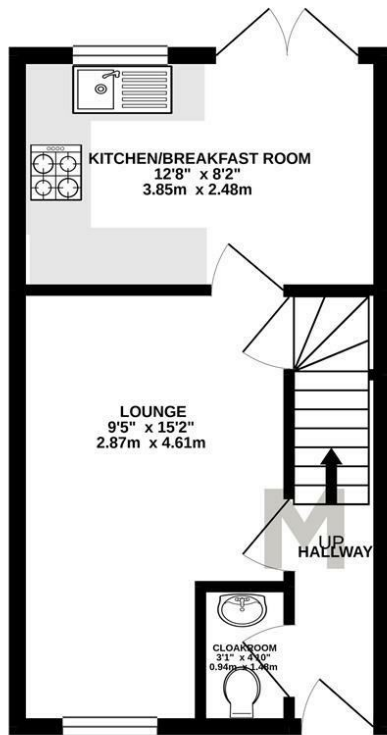 KITCHEN/BREAKFAST ROOM
12'8" x 8'2"
3.85m x 2.48m
LOUNGE
9'5" x 15'2"
2.87m x 4.61m
M
UP
HALLWAY
CLOAKROOM
3'1" x 4'10"
0.94m x 1.48m